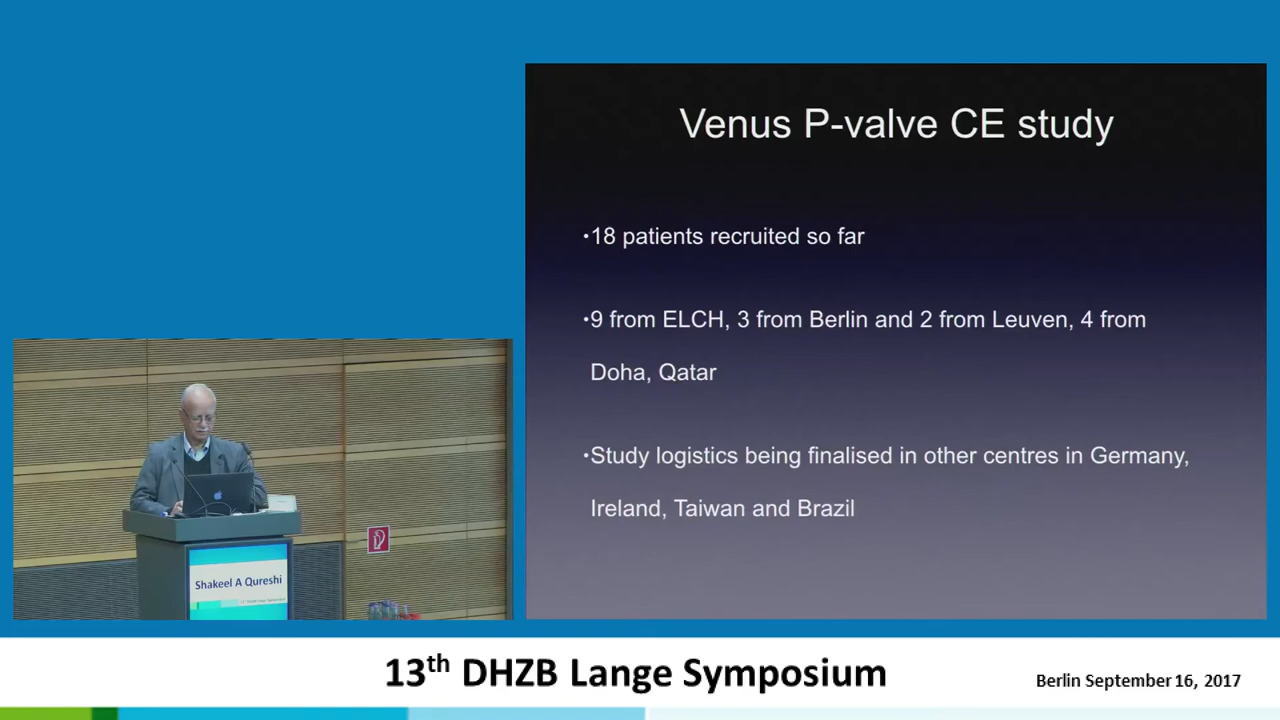 Venus P-valve CE study
•18 patients recruited so far
•9 from ELCH, 3 from Berlin and 2 from Leuven, 4 from
Doha, Qatar
•Study logistics being finalised in other centres in Germany,
Ireland, Taiwan and Brazil
Shakeel A Qureshi
13th DHZB Lange Symposium
Berlin September 16, 2017